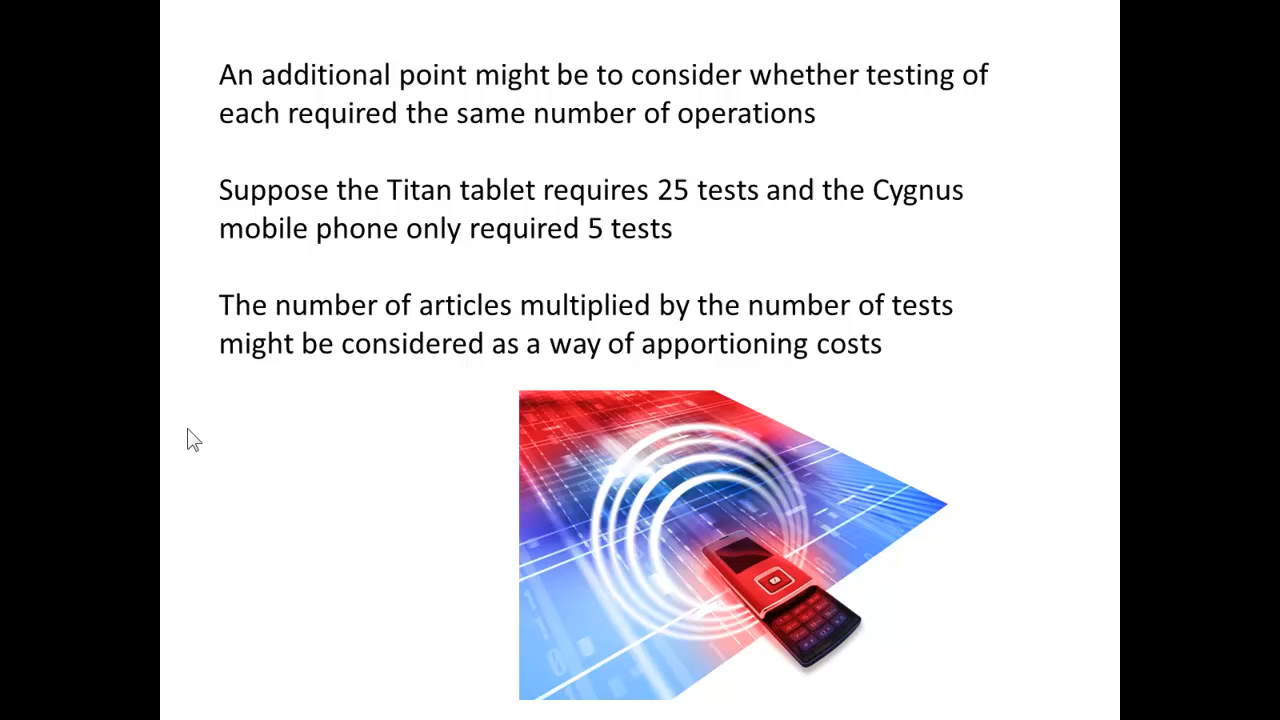 An additional point might be to consider whether testing of
each required the same number of operations
Suppose the Titan tablet requires 25 tests and the Cygnus
mobile phone only required 5 tests
The number of articles multiplied by the number of tests
might be considered as a way of apportioning costs